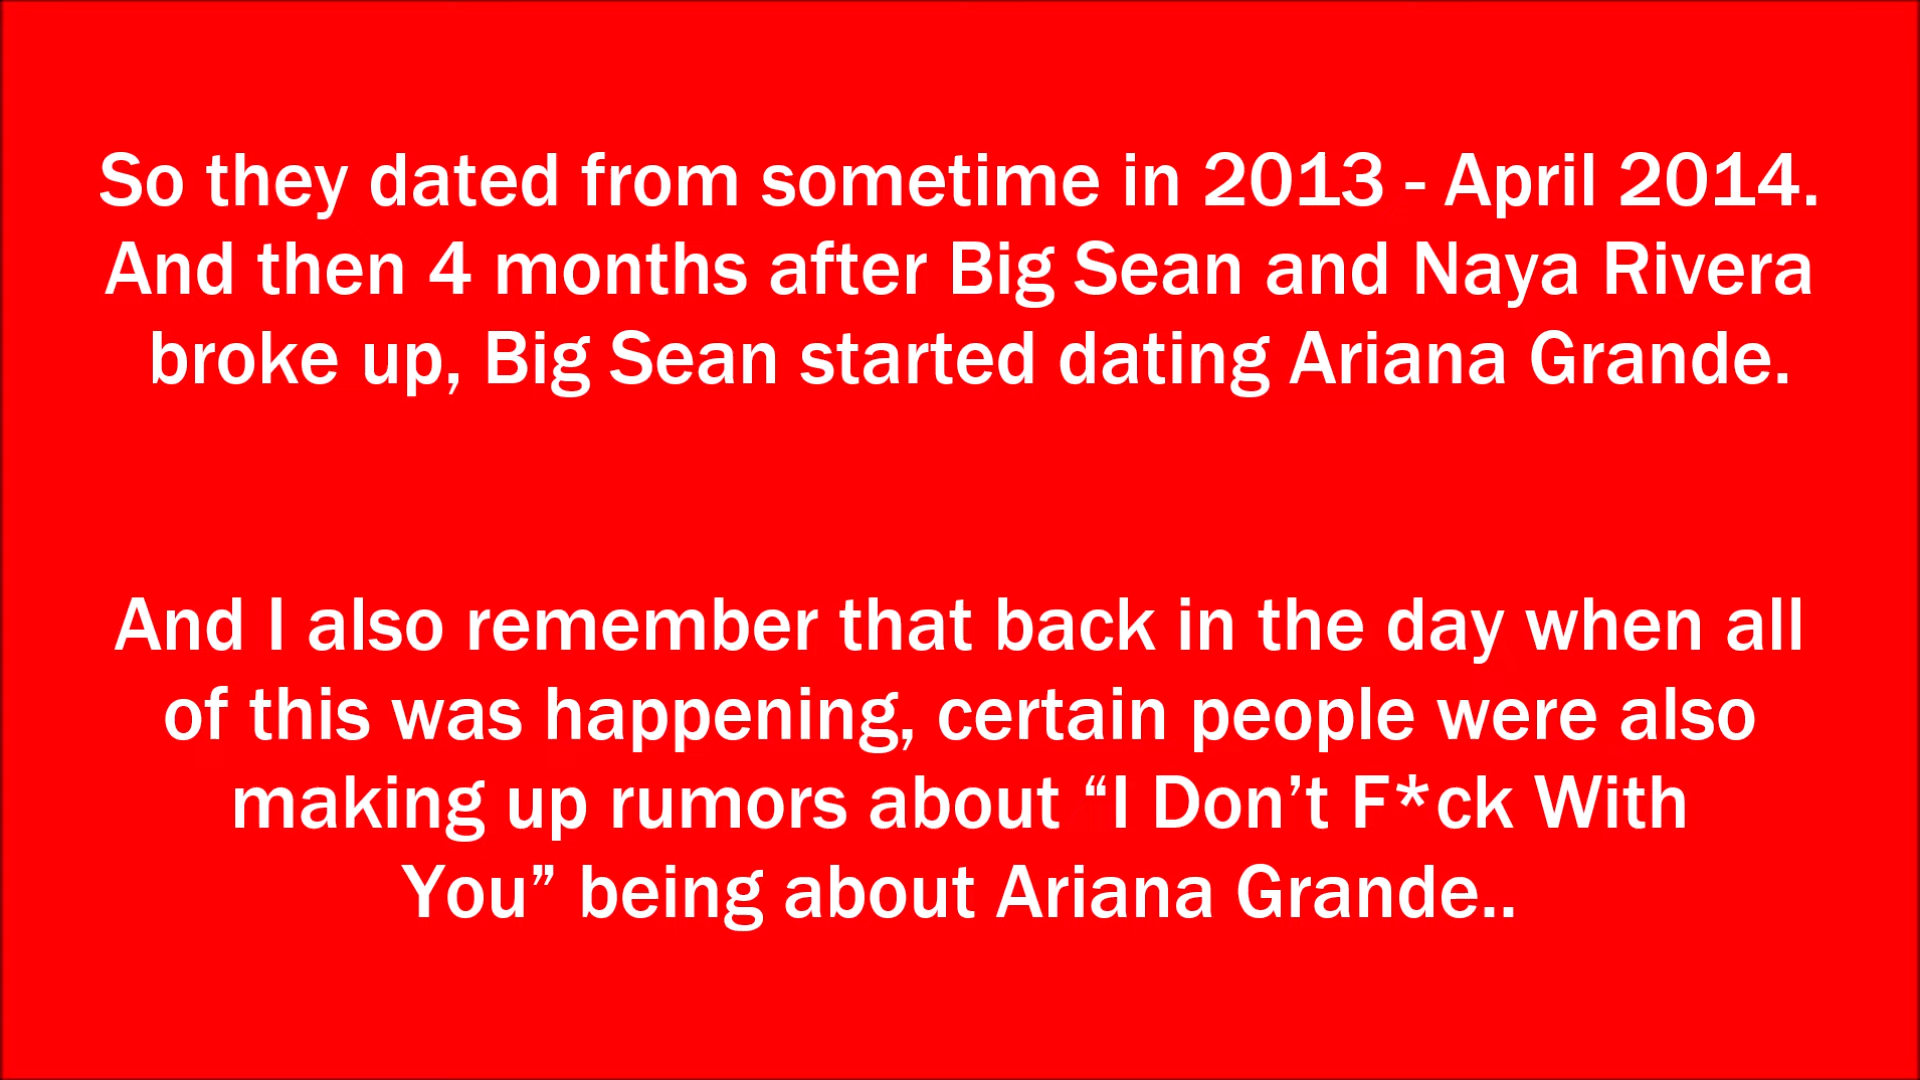 So they dated from sometime in 2013 - April 2014.
And then 4 months after Big Sean and Naya Rivera
broke up, Big Sean started dating Ariana Grande.
And I also remember that back in the day when all
of this was happening, certain people were also
making up rumors about “I Don’t F*ck With
You” being about Ariana Grande..